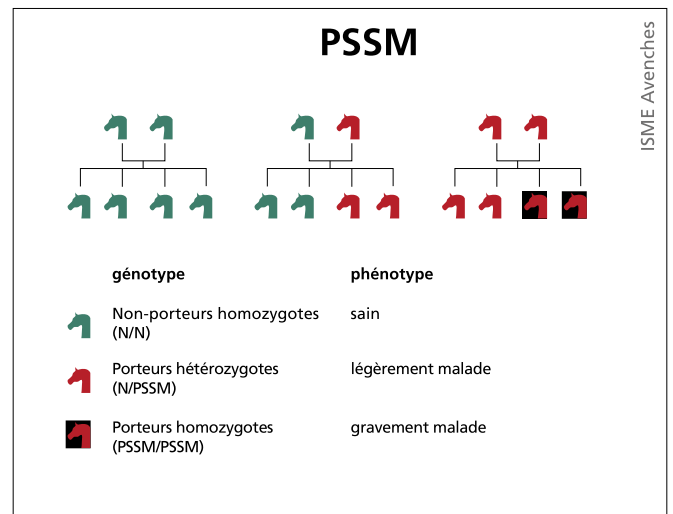 PSSM
ISME Avenches
génotype phénotype
Non-porteurs homozygotes sain
(N/N)
Porteurs hétérozygotes légèrement malade
(N/PSSM)
Porteurs homozygotes gravement malade
(PSSM/PSSM)